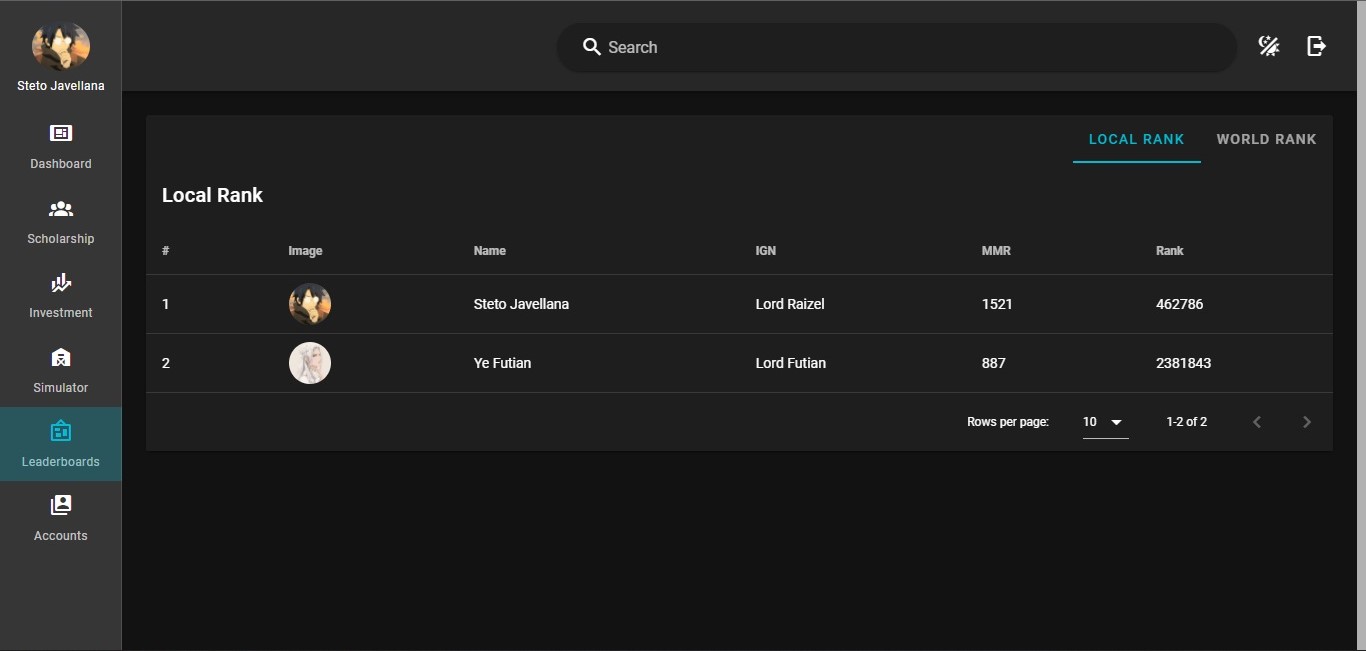 Steto Javellana
Dashboard
Scholarship
Investment
Simulator
Leaderboards
Accounts
Search
LOCAL RANK WORLD RANK
Local Rank
# Image Name IGN MMR Rank
1 Steto Javellana Lord Raizel 1521 462786
2 Ye Futian Lord Futian 887 2381843
Rows per page: 10 1-2 of 2